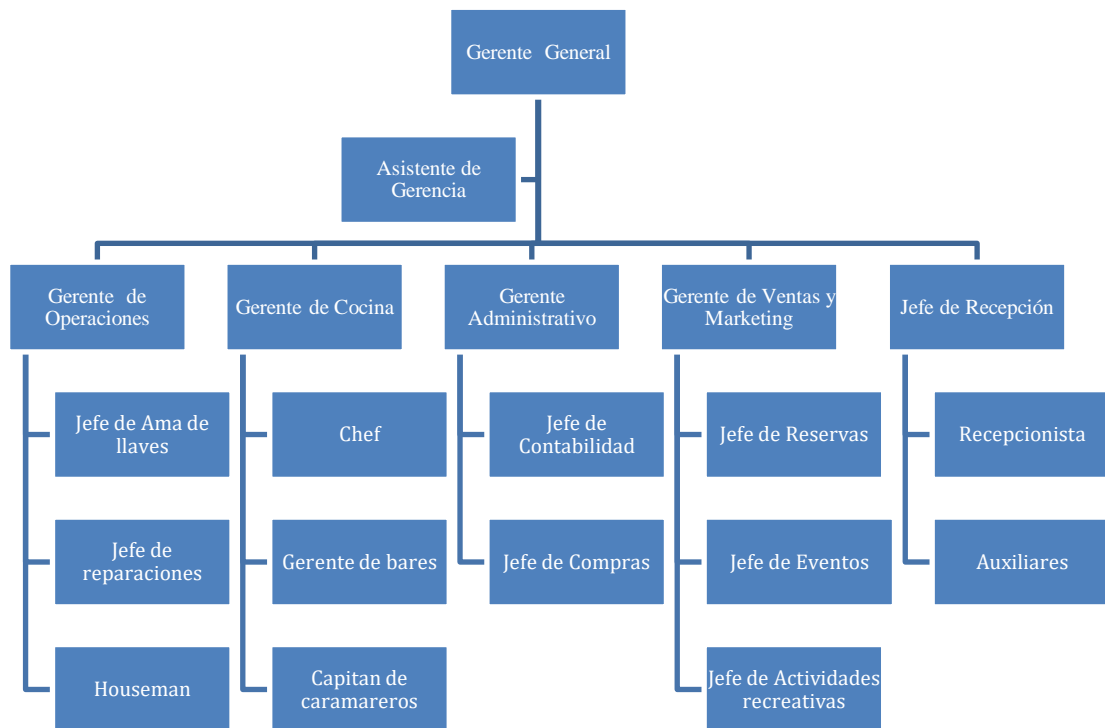 Gerente General
Asistente de
Gerencia
Gerente de
Operaciones
Gerente de Cocina
Gerente
Administrativo
Gerente de Ventas y
Marketing
Jefe de Recepción
Jefe de Ama de
llaves
Chef
Jefe de
Contabilidad
Jefe de Reservas
Recepcionista
Jefe de
reparaciones
Gerente de bares
Jefe de Compras
Jefe de Eventos
Auxiliares
Houseman
Capitan de
caramareros
Jefe de Actividades
recreativas